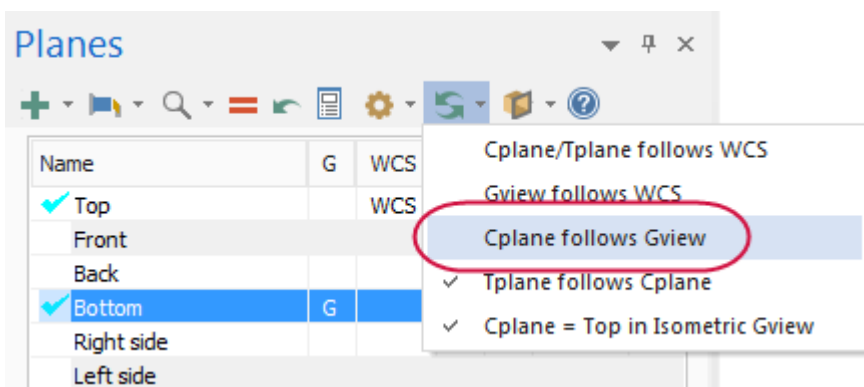 Planes
Name G WCS
Top WCS
Front
Back
Bottom G
Right side
Left side
Cplane/Tplane follows WCS
Gview follows WCS
Cplane follows Gview
Tplane follows Cplane
Cplane = Top in Isometric Gview